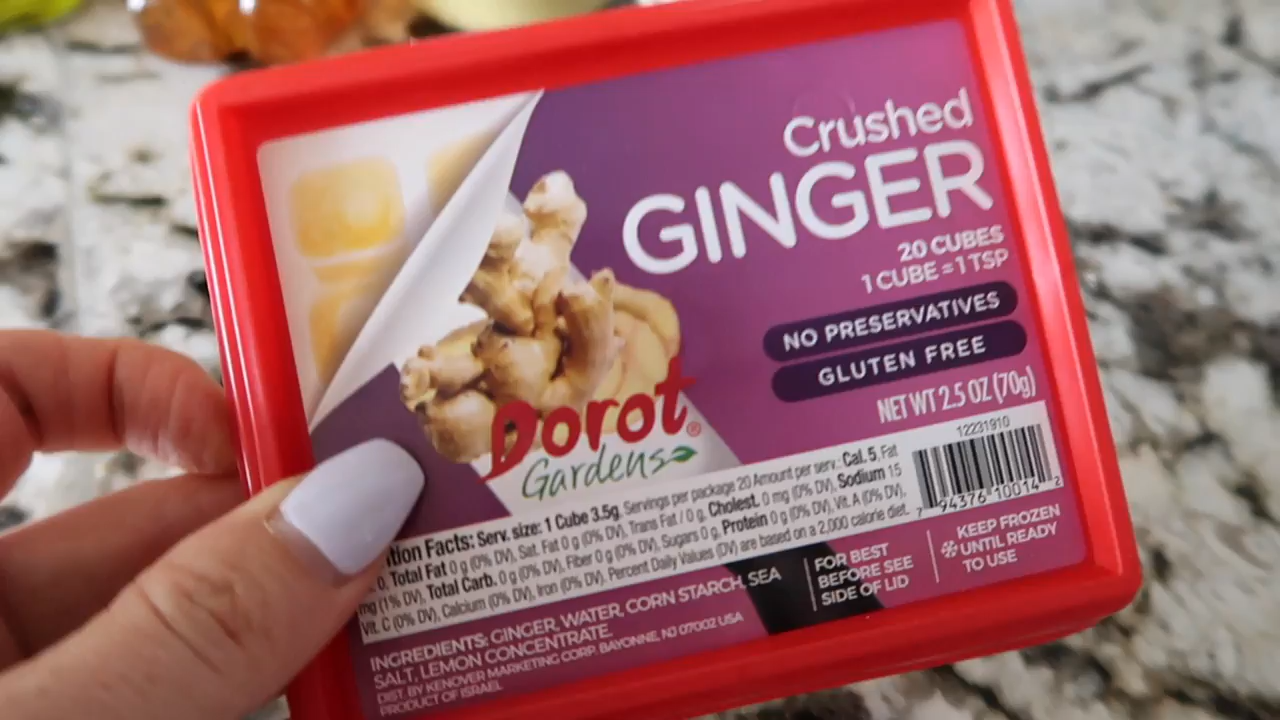 Crushed
GINGER
20 CUBES
1 CUBE = 1 TSP
NO PRESERVATIVES
GLUTEN FREE
NET WT 2.5 OZ (70g)
Dorot®
Gardens
12231910
7 94376 10014 2
tion Facts: Serv. size: 1 Cube 3.5g, Servings per package 20 Amount per serv.: Cal. 5, Fat
. 0, Total Fat 0 g (0% DV), Sat. Fat 0 g (0% DV), Trans Fat / 0 g, Cholest. 0 mg (0% DV), Sodium 15
mg (1% DV), Total Carb. 0 g (0% DV), Fiber 0 g (0% DV), Sugars 0 g, Protein 0 g (0% DV), Vit. A (0% DV),
Vit. C (0% DV), Calcium (0% DV), Iron (0% DV), Percent Daily Values (DV) are based on a 2,000 calorie diet.
INGREDIENTS: GINGER, WATER, CORN STARCH, SEA
SALT, LEMON CONCENTRATE.
DIST. BY KENOVER MARKETING CORP. BAYONNE, NJ 07002 USA
PRODUCT OF ISRAEL
FOR BEST
BEFORE SEE
SIDE OF LID
KEEP FROZEN
UNTIL READY
TO USE